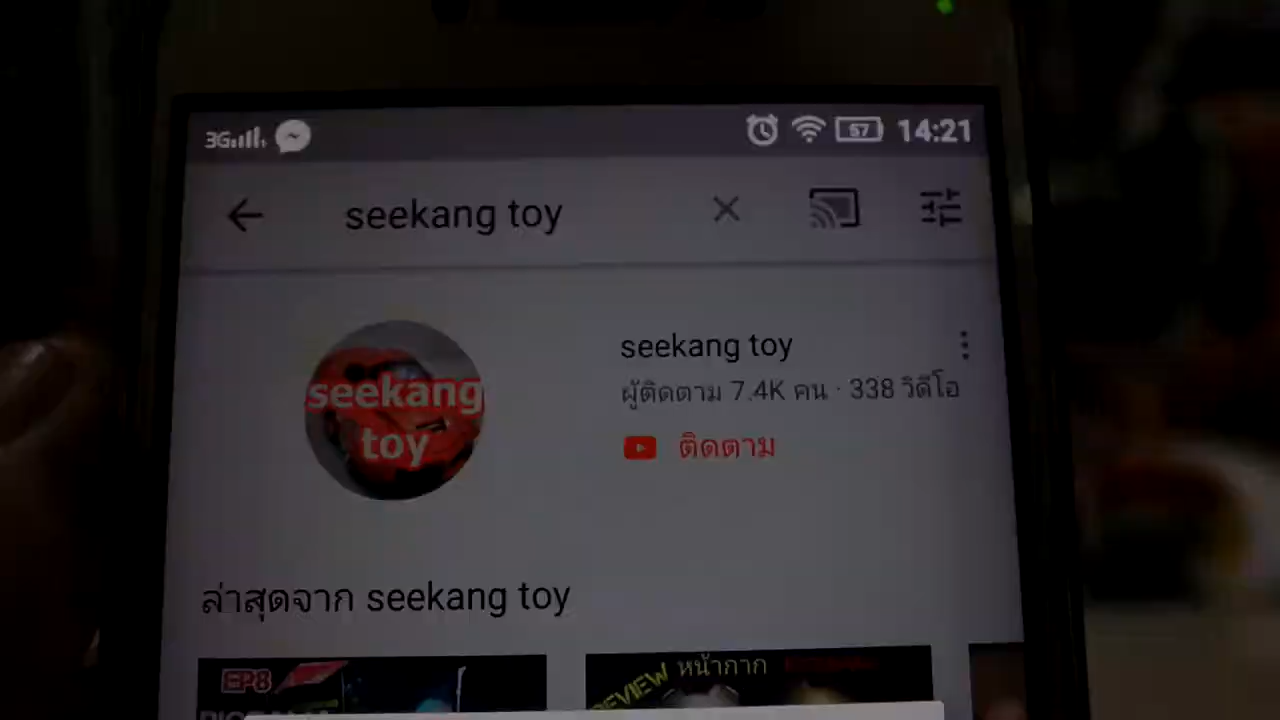 3G 57 14:21
seekang toy
seekang
toy
seekang toy
ผู้ติดตาม 7.4K คน · 338 วิดีโอ
ติดตาม
ล่าสุดจาก seekang toy
EP8
REVIEW หน้ากาก